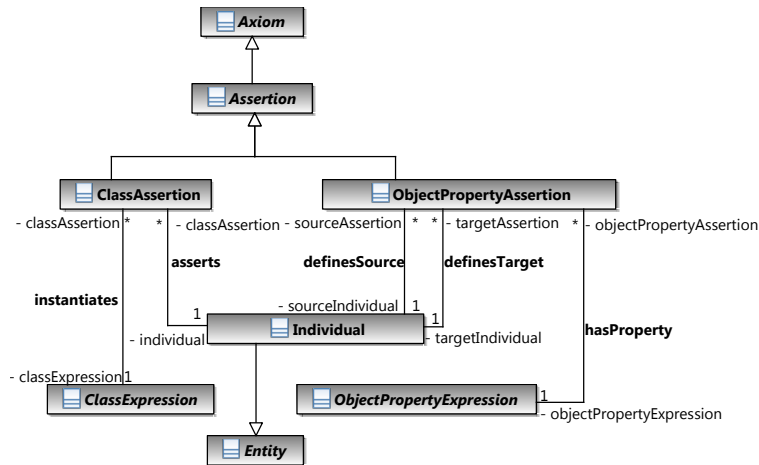 Axiom
Assertion
ClassAssertion
ObjectPropertyAssertion
- classAssertion * * - classAssertion - sourceAssertion * * - targetAssertion * - objectPropertyAssertion
asserts definesSource definesTarget
instantiates
1 - sourceIndividual 1 1
Individual
- individual - targetIndividual
hasProperty
- classExpression 1
ClassExpression
ObjectPropertyExpression
1
- objectPropertyExpression
Entity